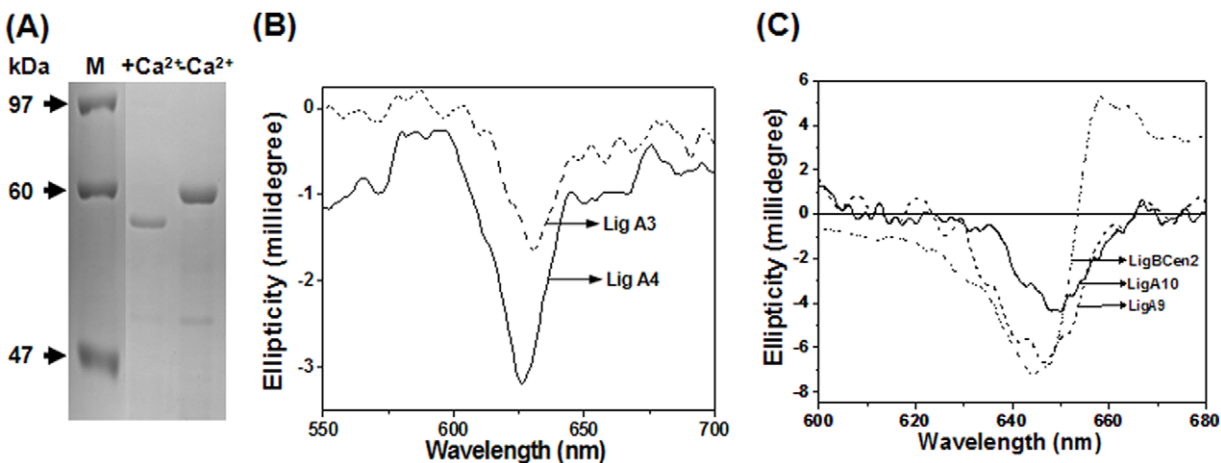 (A)
kDa M +Ca²⁺-Ca²⁺
97
60
47
(B)
Ellipticity (millidegree)
0
-1
-2
-3
Lig A3
Lig A4
550 600 650 700
Wavelength (nm)
(C)
Ellipticity (millidegree)
6
4
2
0
-2
-4
-6
-8
LigBCen2
LigA10
LigA9
600 620 640 660 680
Wavelength (nm)